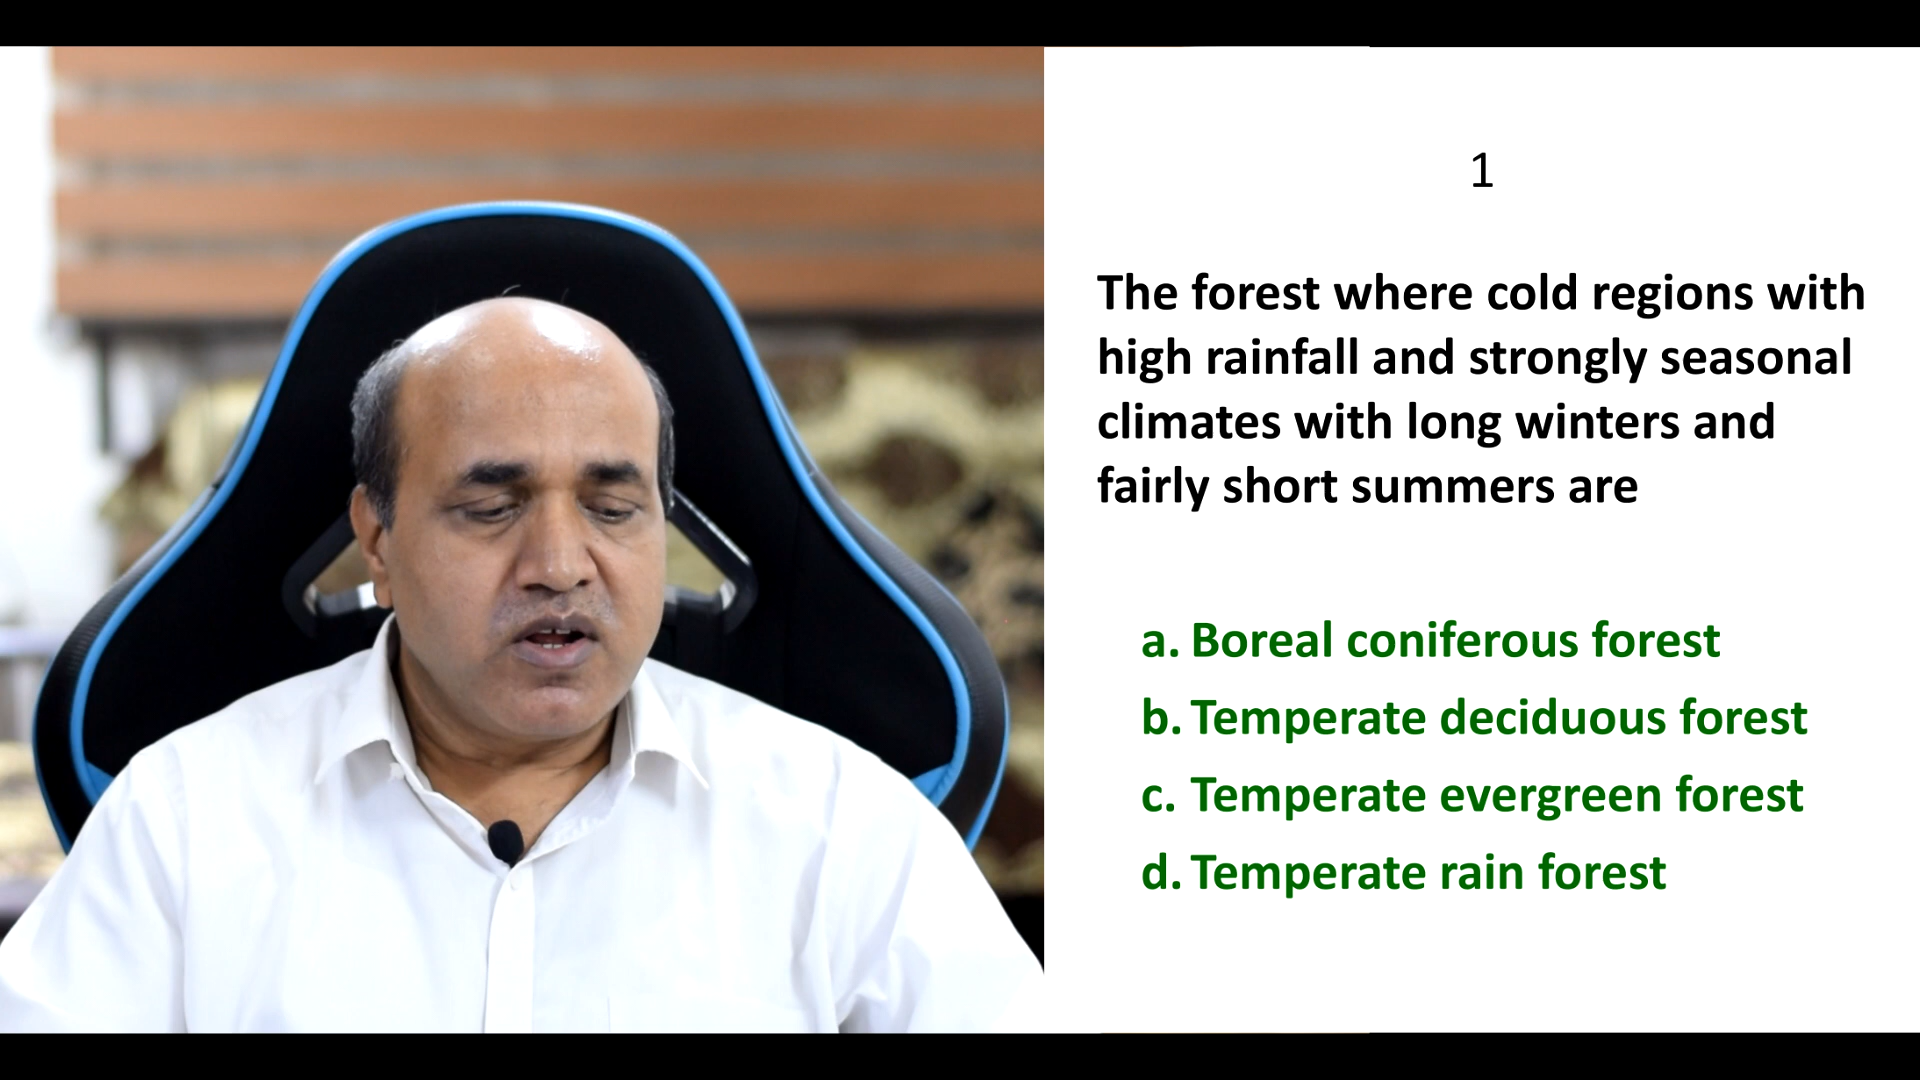 1
The forest where cold regions with
high rainfall and strongly seasonal
climates with long winters and
fairly short summers are
a. Boreal coniferous forest
b. Temperate deciduous forest
c. Temperate evergreen forest
d. Temperate rain forest